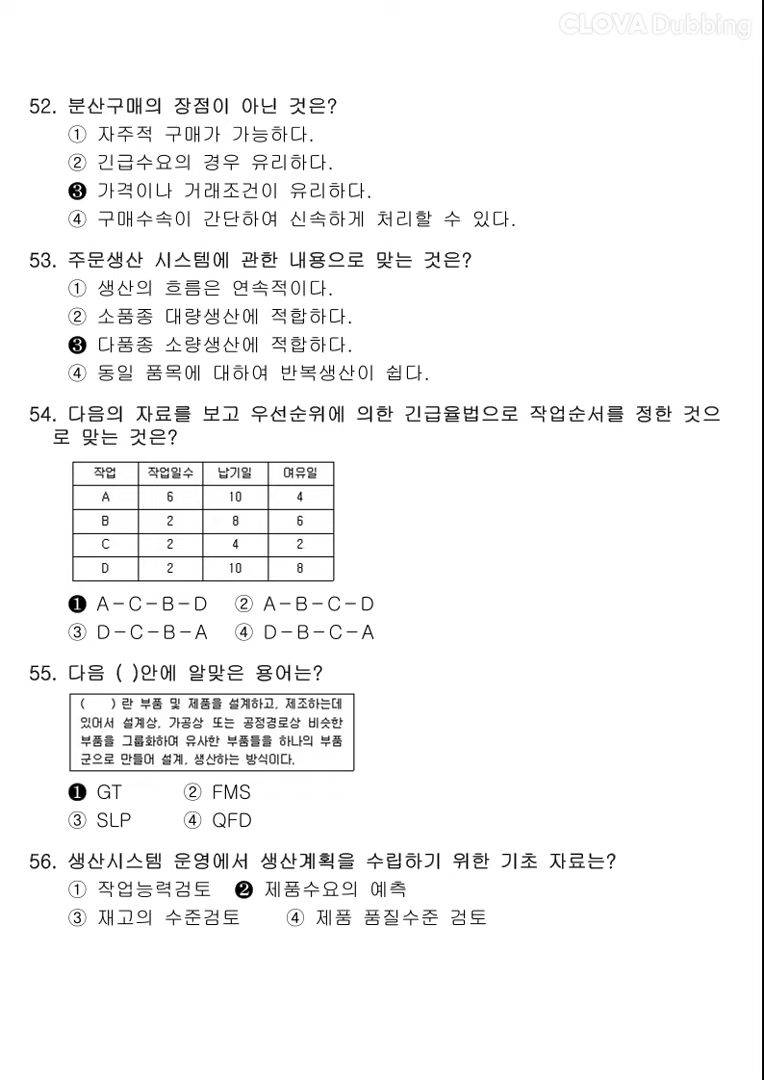 CLOVA Dubbing
52. 분산구매의 장점이 아닌 것은?
① 자주적 구매가 가능하다.
② 긴급수요의 경우 유리하다.
❸ 가격이나 거래조건이 유리하다.
④ 구매수속이 간단하여 신속하게 처리할 수 있다.
53. 주문생산 시스템에 관한 내용으로 맞는 것은?
① 생산의 흐름은 연속적이다.
② 소품종 대량생산에 적합하다.
❸ 다품종 소량생산에 적합하다.
④ 동일 품목에 대하여 반복생산이 쉽다.
54. 다음의 자료를 보고 우선순위에 의한 긴급율법으로 작업순서를 정한 것으
로 맞는 것은?
작업 작업일수 납기일 여유일
A 6 10 4
B 2 8 6
C 2 4 2
D 2 10 8
❶ A-C-B-D ② A-B-C-D
③ D-C-B-A ④ D-B-C-A
55. 다음 ( )안에 알맞은 용어는?
( )란 부품 및 제품을 설계하고, 제조하는데
있어서 설계상, 가공상 또는 공정경로상 비슷한
부품을 그룹화하여 유사한 부품들을 하나의 부품
군으로 만들어 설계, 생산하는 방식이다.
❶ GT ② FMS
③ SLP ④ QFD
56. 생산시스템 운영에서 생산계획을 수립하기 위한 기초 자료는?
① 작업능력검토 ❷ 제품수요의 예측
③ 재고의 수준검토 ④ 제품 품질수준 검토